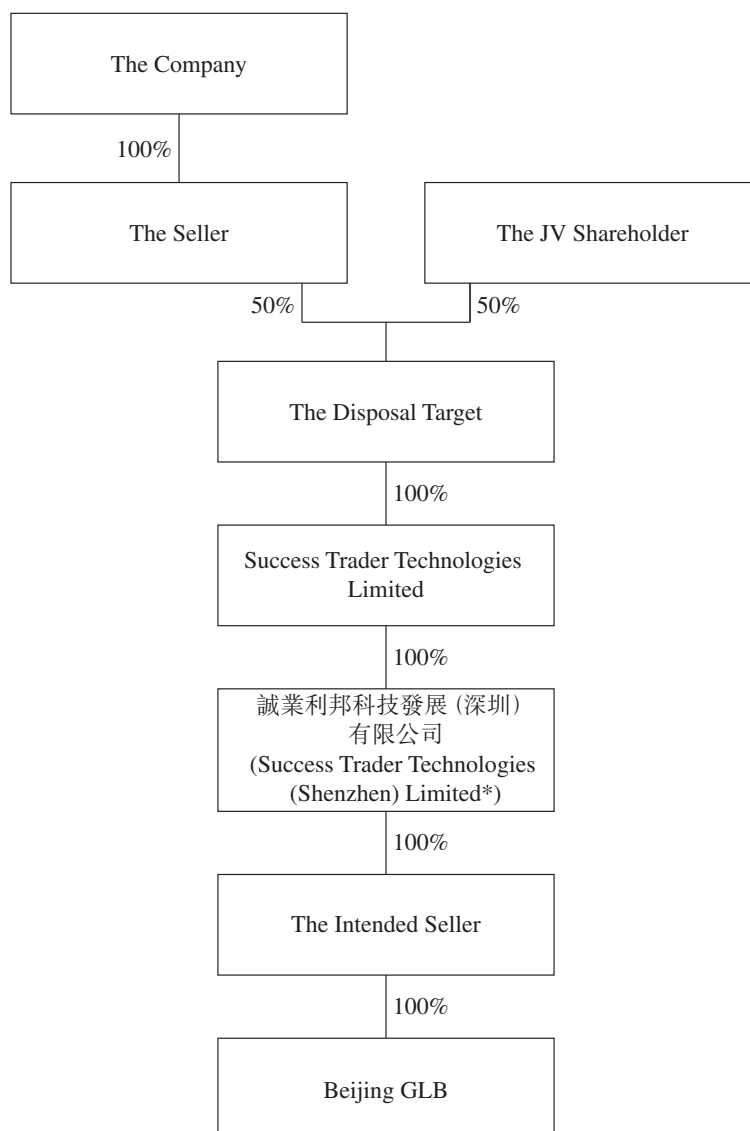 The Company
100%
The Seller
The JV Shareholder
50%
50%
The Disposal Target
100%
Success Trader Technologies
Limited
100%
誠業利邦科技發展(深圳)
有限公司
(Success Trader Technologies
(Shenzhen) Limited*)
100%
The Intended Seller
100%
Beijing GLB